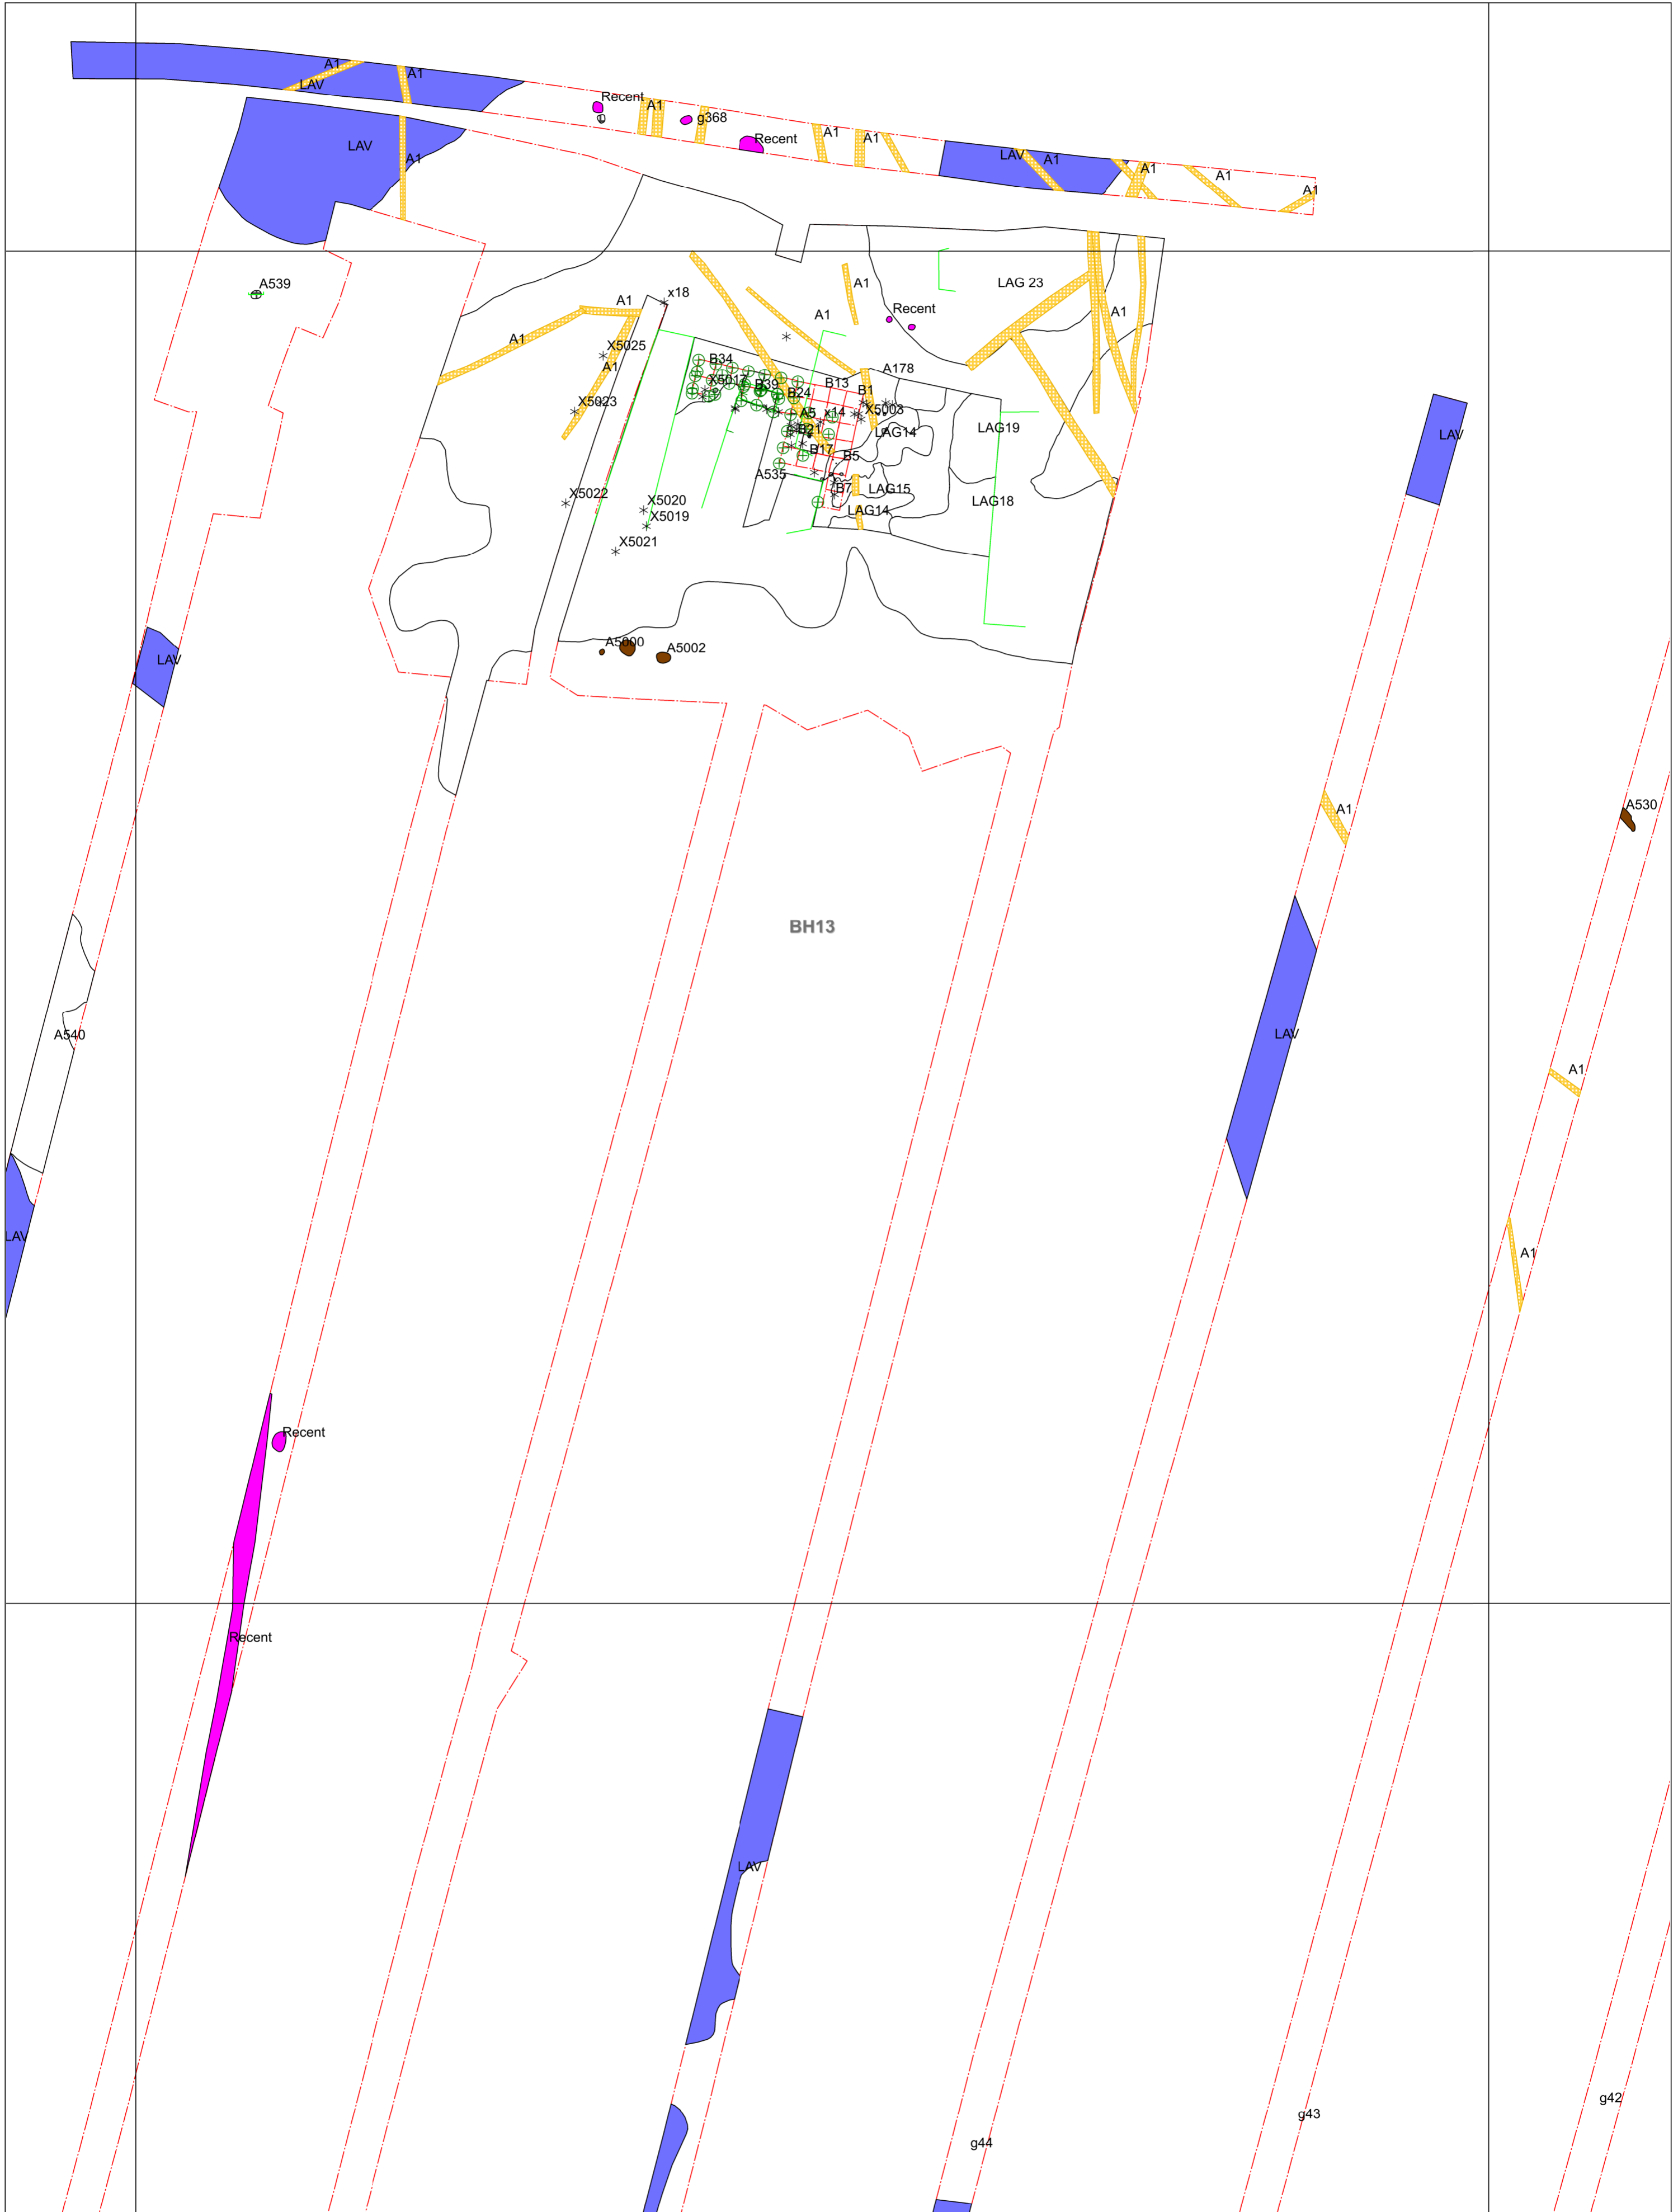 A1
A1
LAV
Recent
A1
g368
Recent
A1
A1
LAV
A1
LAV
A1
A1
A1
A1
A539
LAG 23
A1
x18
Recent
A1
A1
A1
A1
X5025
A1
B34
A178
X5017
B39
B24
B13
B1
X5023
A5
x14
X5003
B21
LAG14
LAG19
LAV
B17
B5
A535
B7
LAG15
X5022
X5020
LAG14
LAG18
X5019
X5021
A5000
A5002
LAV
A1
A530
BH13
A540
LAV
A1
LAV
A1
Recent
Recent
LAV
g42
g43
g44